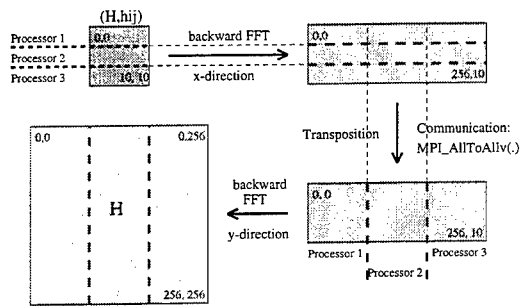 (H,hij)
Processor 1
Processor 2
Processor 3
0,0
10, 10
backward FFT
x-direction
0,0
256,10
Transposition
Communication:
MPI_AllToAllv(.)
0,0
0,256
H
256, 256
backward
FFT
y-direction
0, 0
256, 10
Processor 1
Processor 2
Processor 3